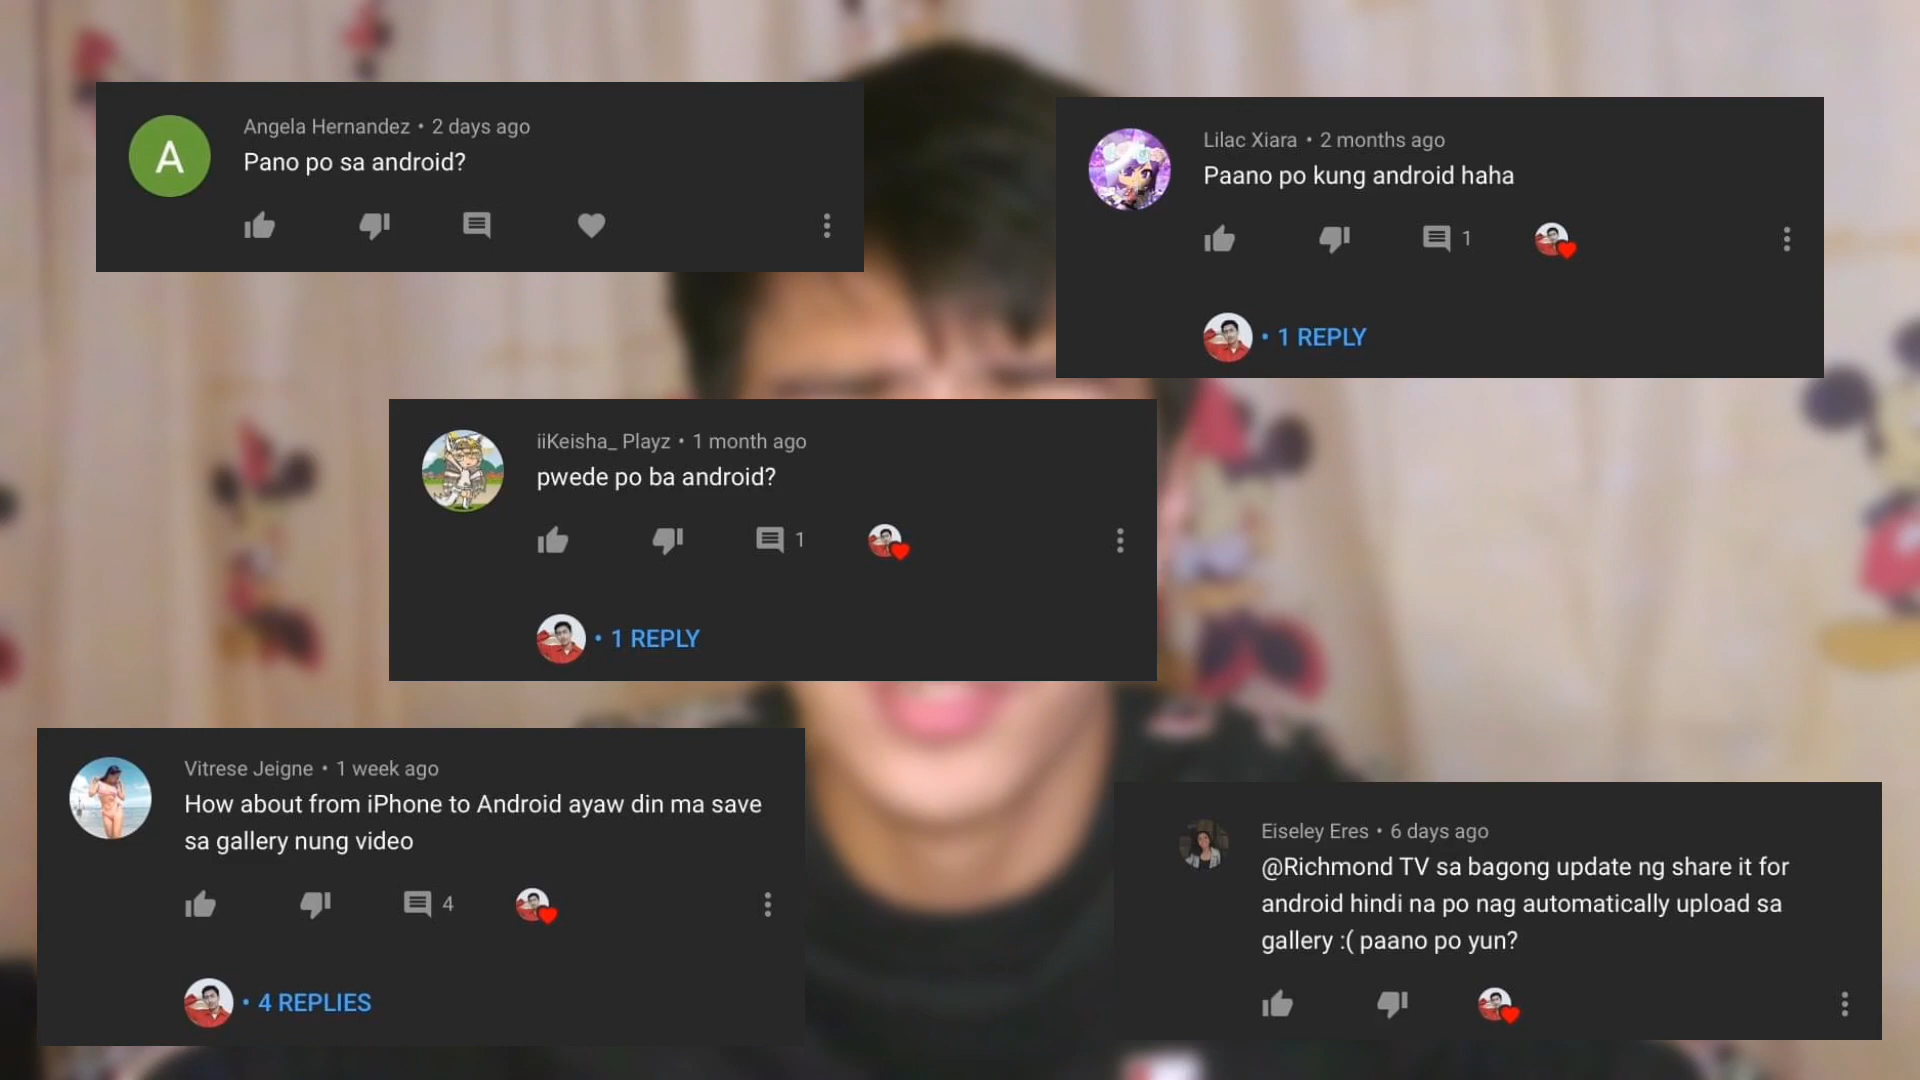 Angela Hernandez • 2 days ago
Pano po sa android?
A
Lilac Xiara • 2 months ago
Paano po kung android haha
1
• 1 REPLY
iiKeisha_ Playz • 1 month ago
pwede po ba android?
1
• 1 REPLY
Vitrese Jeigne • 1 week ago
How about from iPhone to Android ayaw din ma save
sa gallery nung video
4
• 4 REPLIES
Eiseley Eres • 6 days ago
@Richmond TV sa bagong update ng share it for
android hindi na po nag automatically upload sa
gallery :( paano po yun?